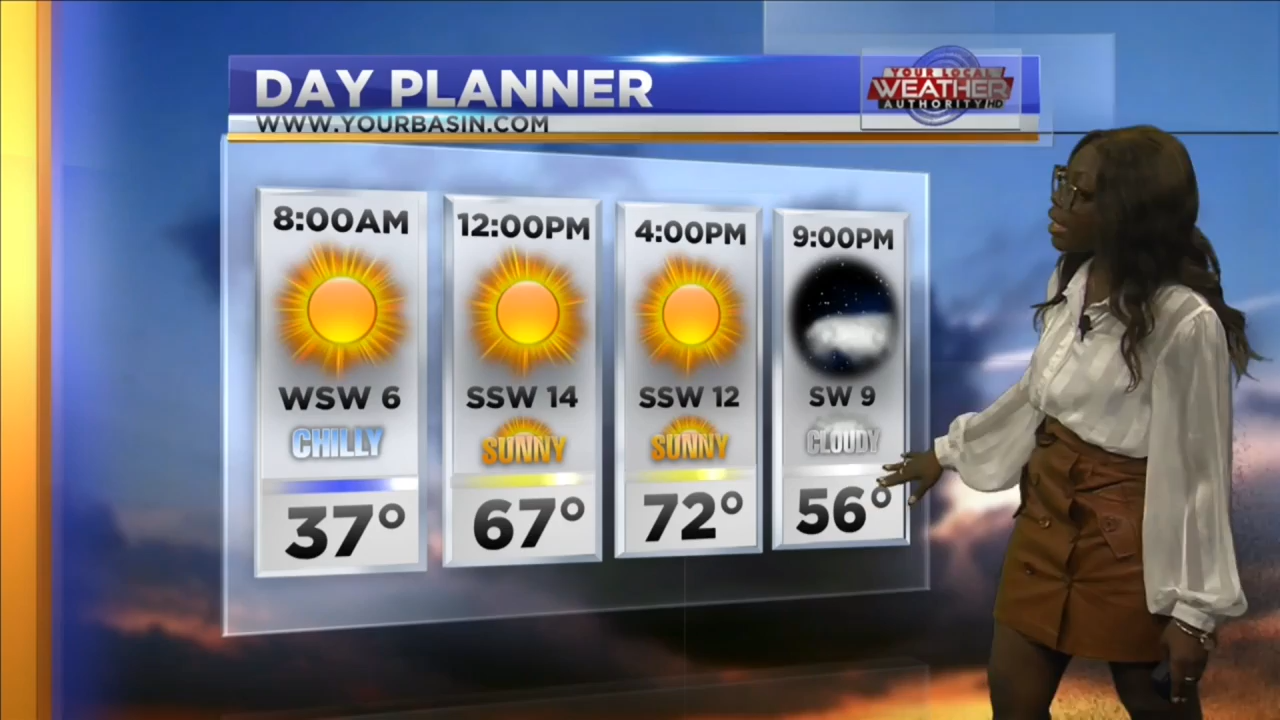 DAY PLANNER
WWW.YOURBASIN.COM
YOUR LOCAL
WEATHER
AUTHORITY HD
8:00AM
WSW 6
CHILLY
37°
12:00PM
SSW 14
SUNNY
67°
4:00PM
SSW 12
SUNNY
72°
9:00PM
SW 9
CLOUDY
56°